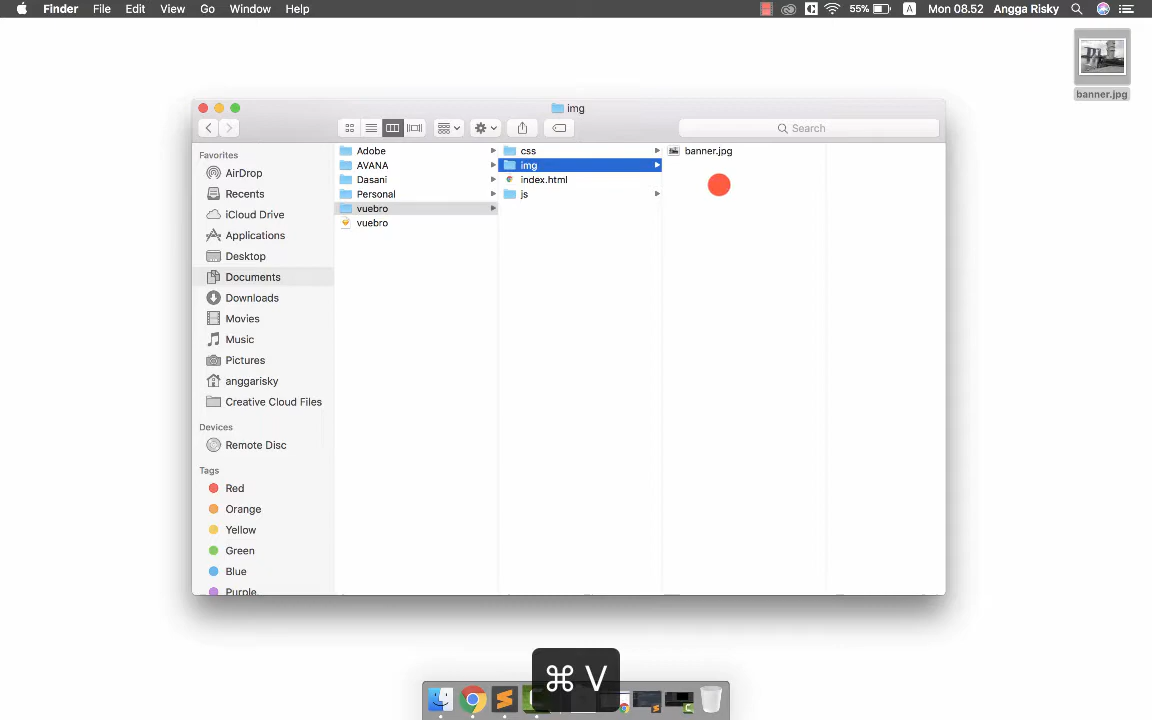 Finder File Edit View Go Window Help 55% A Mon 08.52 Angga Risky
banner.jpg
img
Search
Favorites
AirDrop
Recents
iCloud Drive
Applications
Desktop
Documents
Downloads
Movies
Music
Pictures
anggarisky
Creative Cloud Files
Devices
Remote Disc
Tags
Red
Orange
Yellow
Green
Blue
Purple
Adobe
AVANA
Dasani
Personal
vuebro
vuebro
css
img
index.html
js
banner.jpg
⌘ V